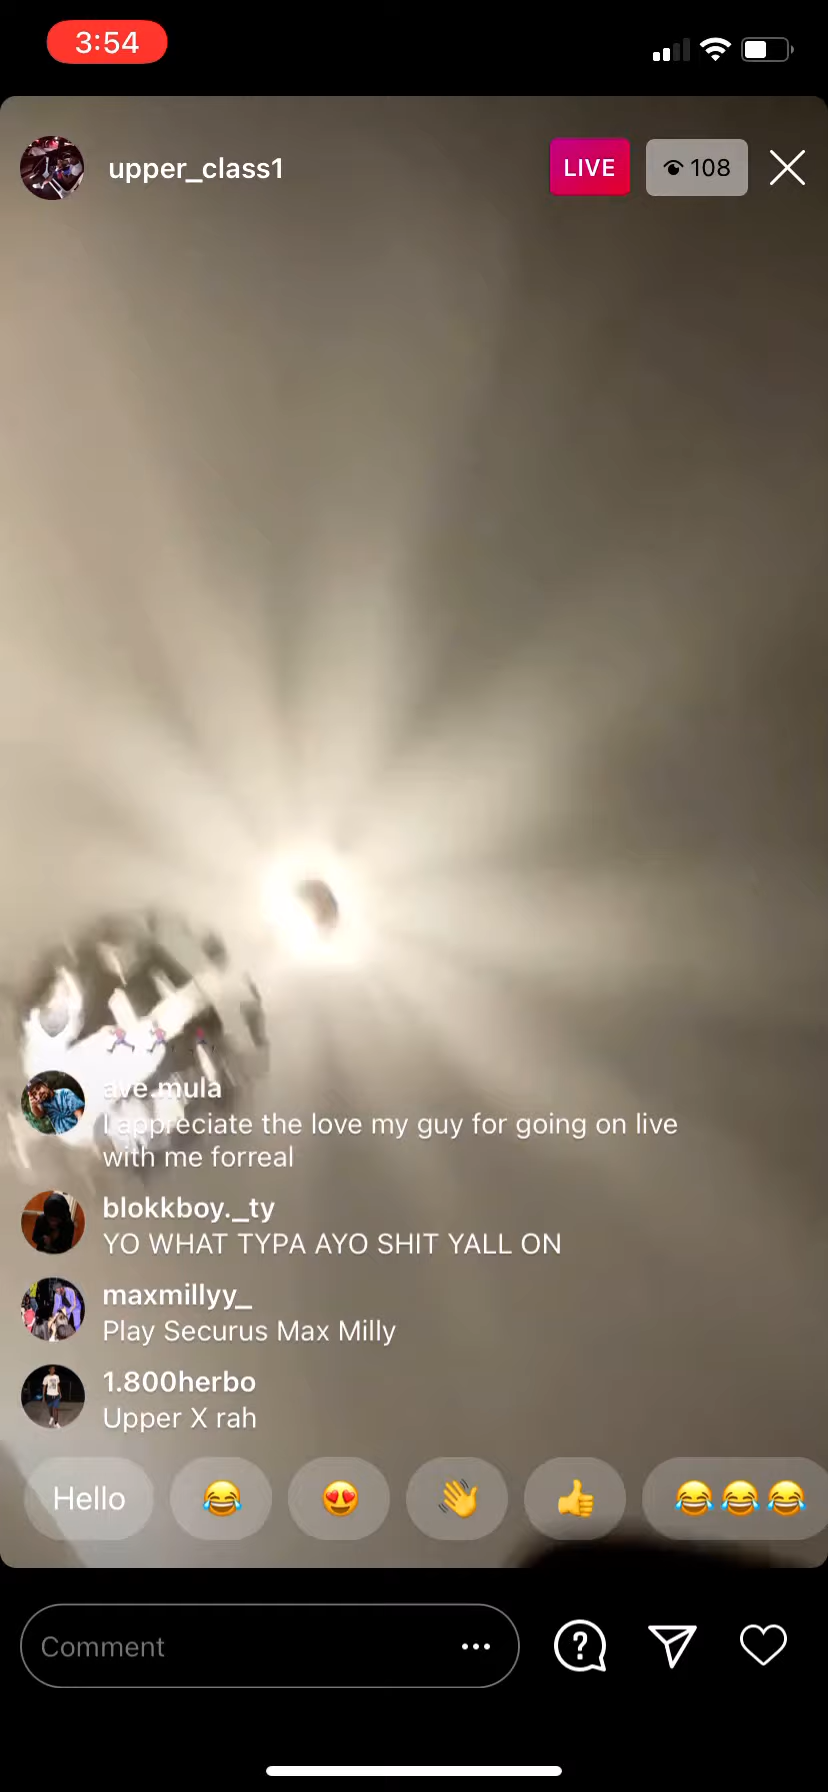 3:54
upper_class1
LIVE
108
ave.mula
I appreciate the love my guy for going on live
with me forreal
blokkboy._ty
YO WHAT TYPA AYO SHIT YALL ON
maxmillyy_
Play Securus Max Milly
1.800herbo
Upper X rah
Hello
Comment